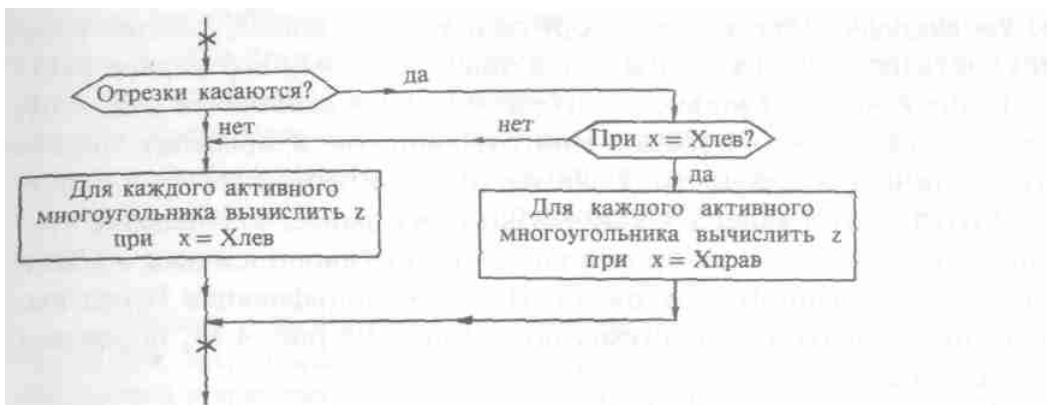 Отрезки касаются?
да
нет
нет
При x = Xлев?
да
Для каждого активного
многоугольника вычислить z
при x = Xлев
Для каждого активного
многоугольника вычислить z
при x = Xправ